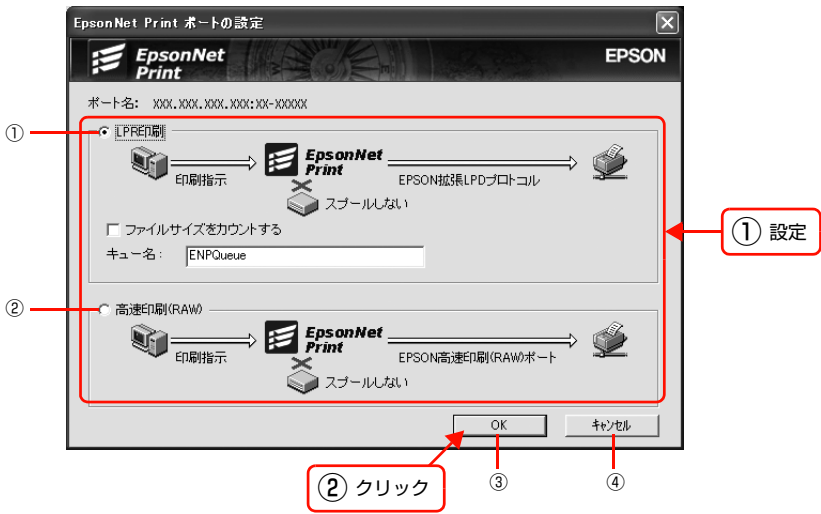 EpsonNet Print ポートの設定
EpsonNet
Print
EPSON
ポート名: XXX.XXX.XXX.XXX:XX-XXXXX
①
LPR印刷
EpsonNet
Print
印刷指示
EPSON拡張LPDプロトコル
スプールしない
ファイルサイズをカウントする
キュー名:
ENPQueue
① 設定
②
高速印刷(RAW)
EpsonNet
Print
印刷指示
EPSON高速印刷(RAW)ポート
スプールしない
OK
キャンセル
② クリック
③
④